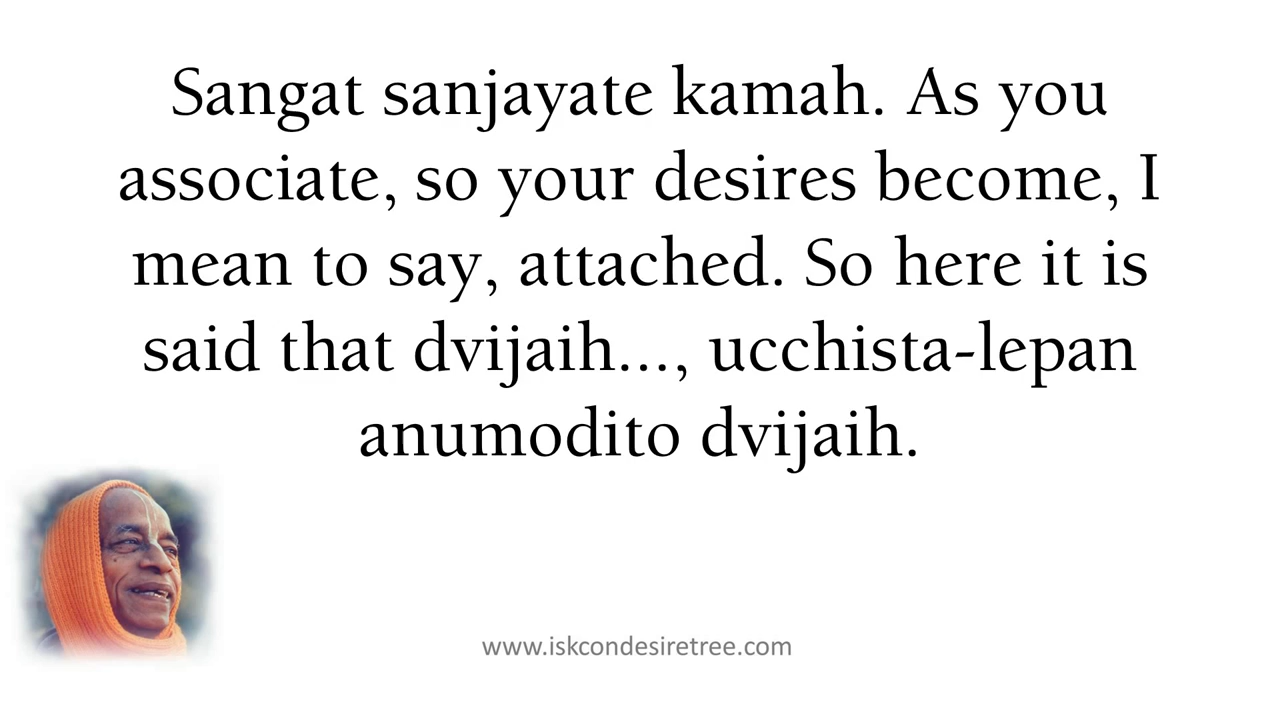 Sangat sanjayate kamah. As you
associate, so your desires become, I
mean to say, attached. So here it is
said that dvijaih..., ucchista-lepan
anumodito dvijaih.
www.iskcondesiretree.com